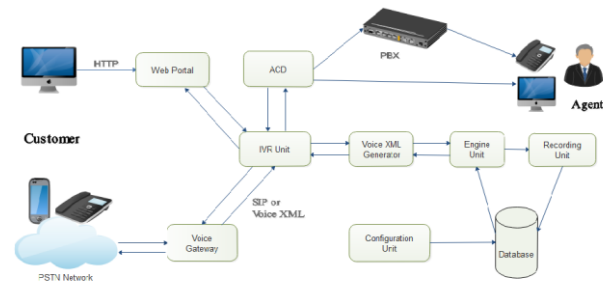 PBX
HTTP
Web Portal
ACD
Agent
Customer
IVR Unit
Voice XML
Generator
Engine
Unit
Recording
Unit
SIP or
Voice XML
Voice
Gateway
Configuration
Unit
Database
PSTN Network